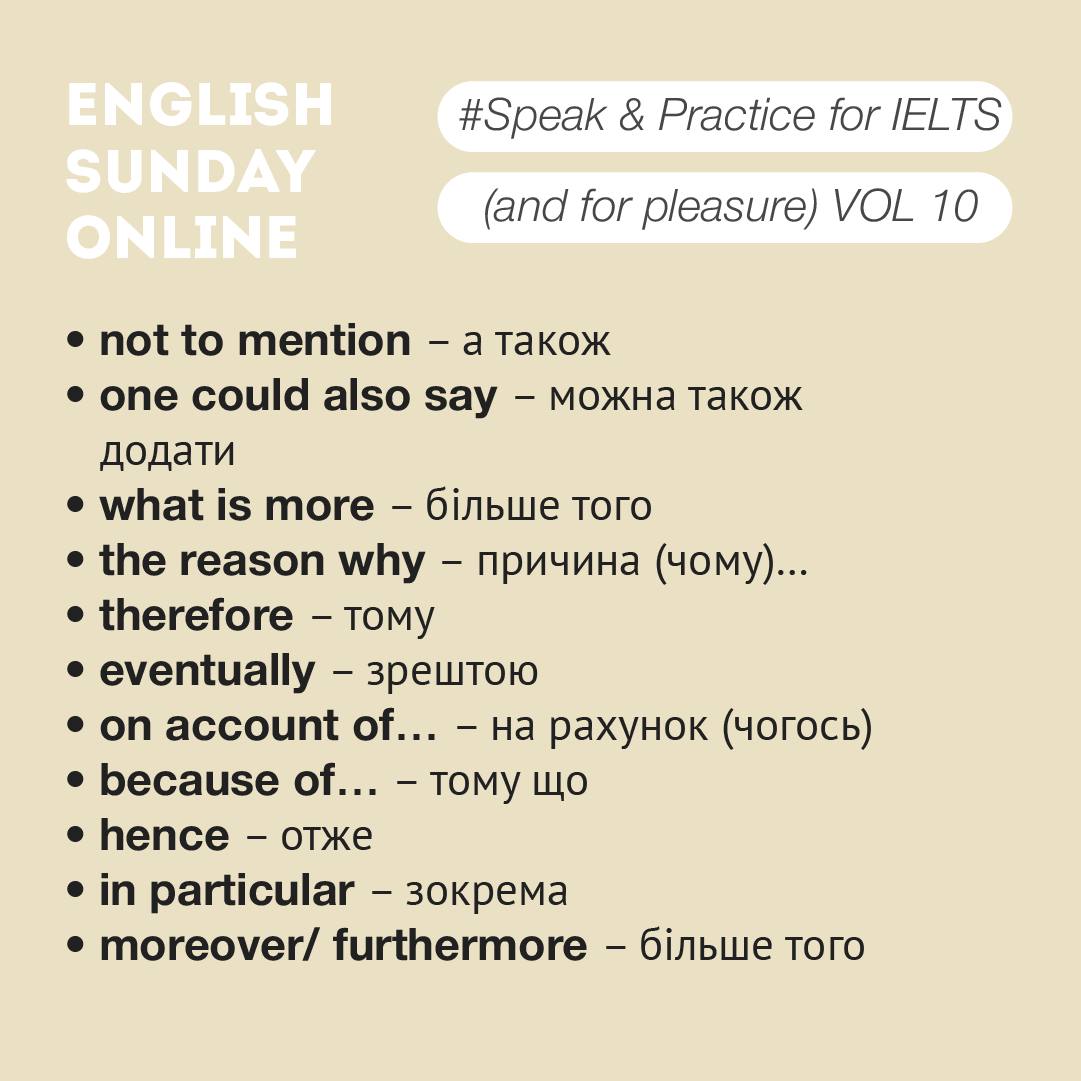 ENGLISH
SUNDAY
ONLINE
#Speak & Practice for IELTS
(and for pleasure) VOL 10
• not to mention – а також
• one could also say – можна також
додати
• what is more – більше того
• the reason why – причина (чому)...
• therefore – тому
• eventually – зрештою
• on account of… – на рахунок (чогось)
• because of… – тому що
• hence – отже
• in particular – зокрема
• moreover/ furthermore – більше того